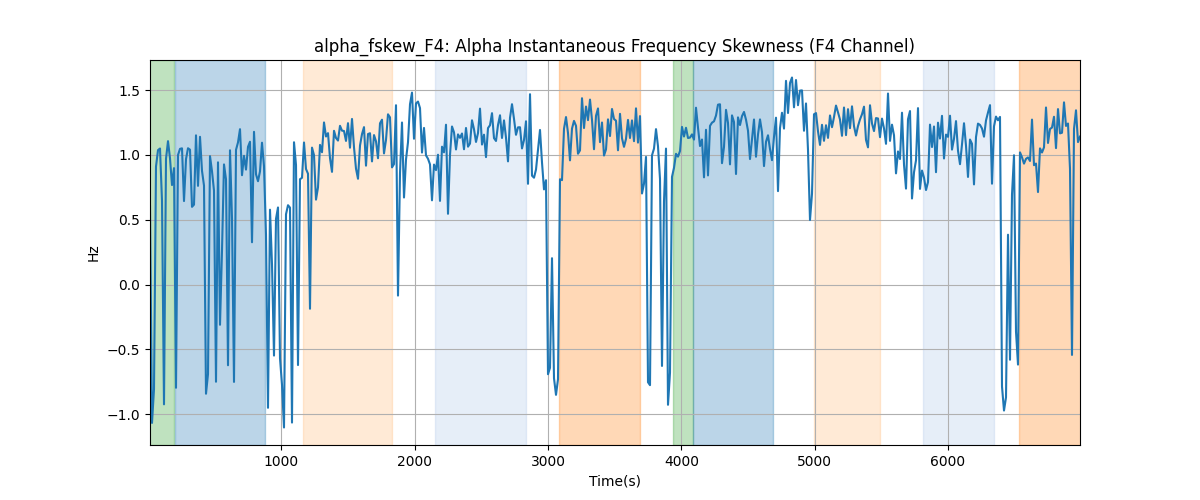 alpha_fskew_F4: Alpha Instantaneous Frequency Skewness (F4 Channel)
1.5
1.0
0.5
0.0
−0.5
−1.0
Hz
1000 2000 3000 4000 5000 6000
Time(s)